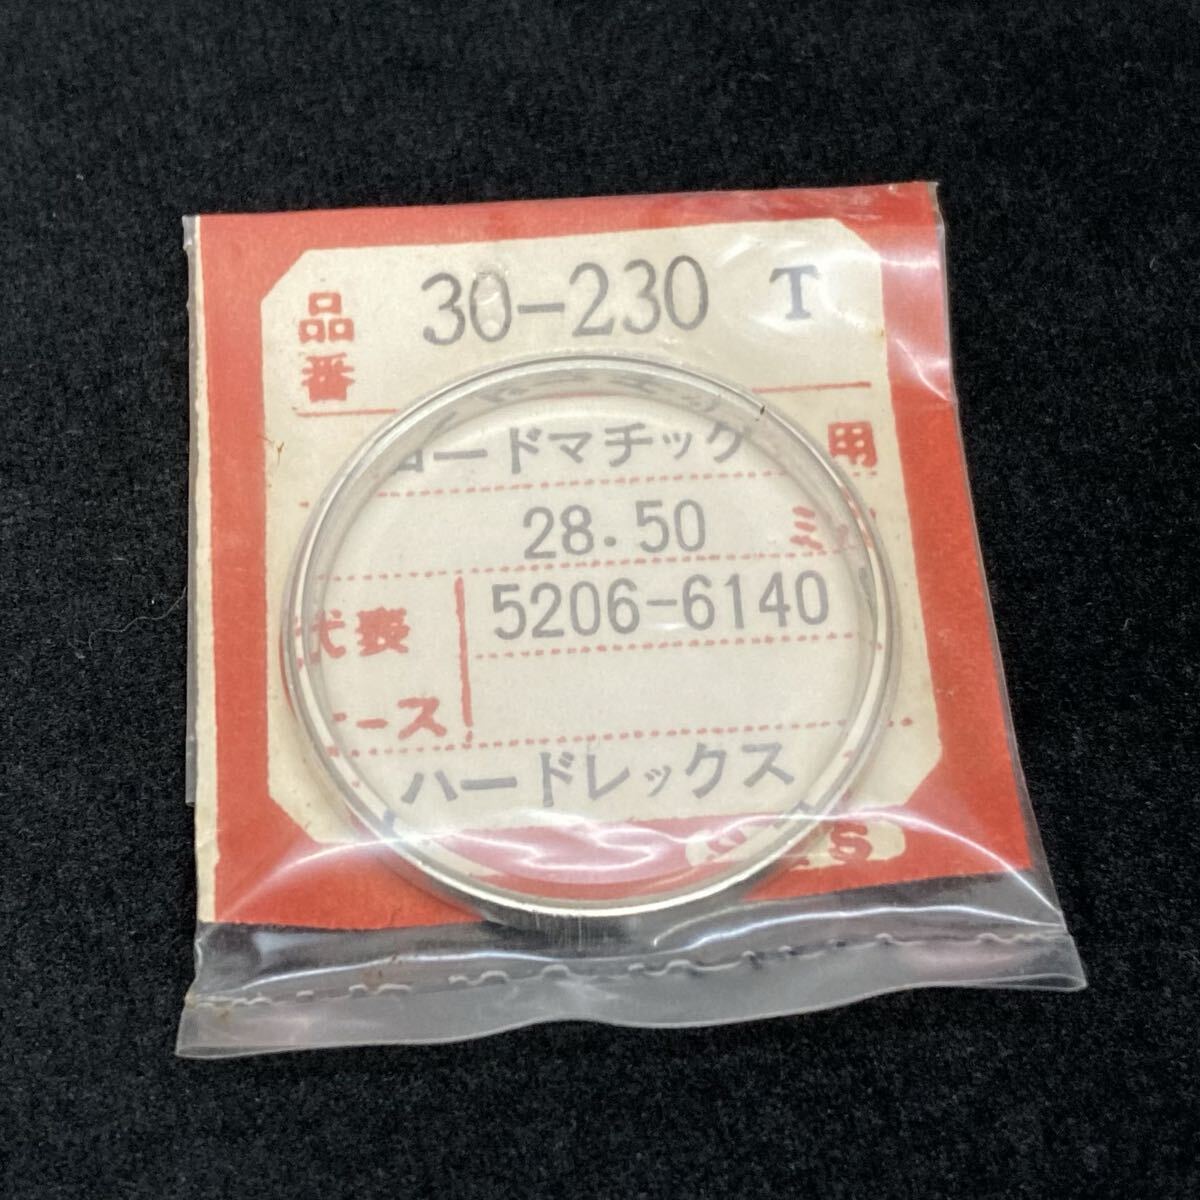 品番 30-230 T
ロードマチック 用
28.50 ミ
代表ケース 5206-6140
ハードレックス